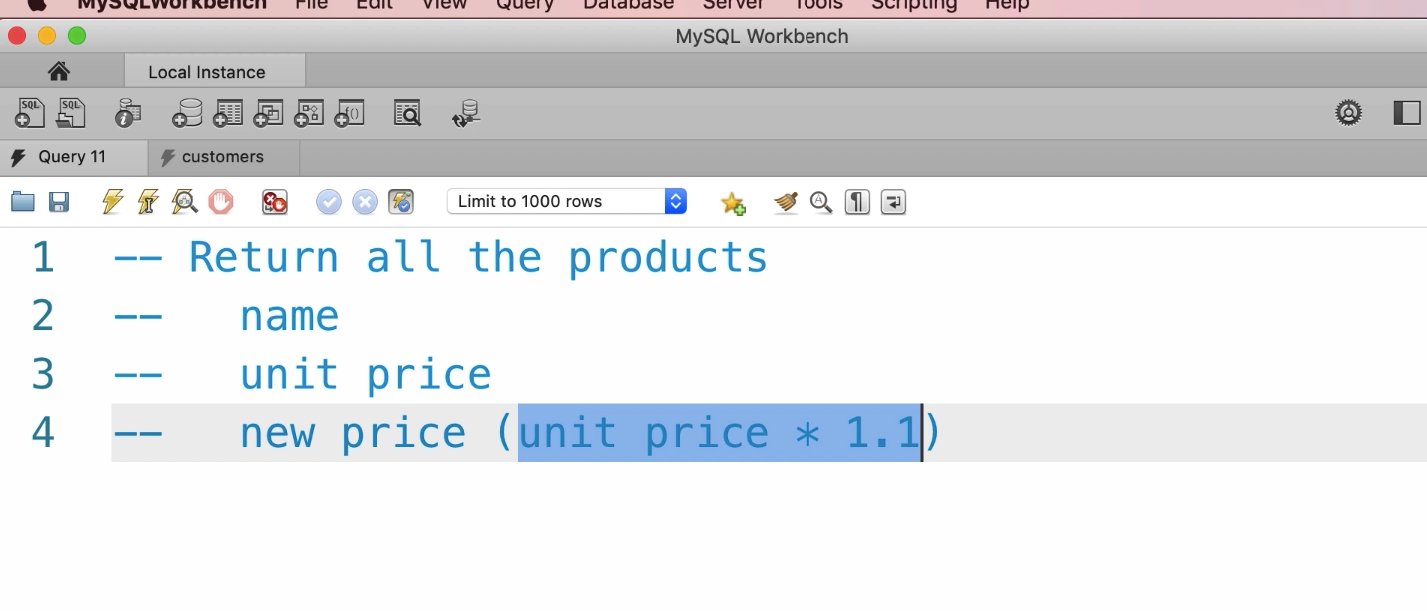 MySQLWorkbench File Edit View Query Database Server Tools Scripting Help
MySQL Workbench
Local Instance
SQL SQL
Query 11 customers
Limit to 1000 rows
1 -- Return all the products
2 --   name
3 --   unit price
4 --   new price (unit price * 1.1)